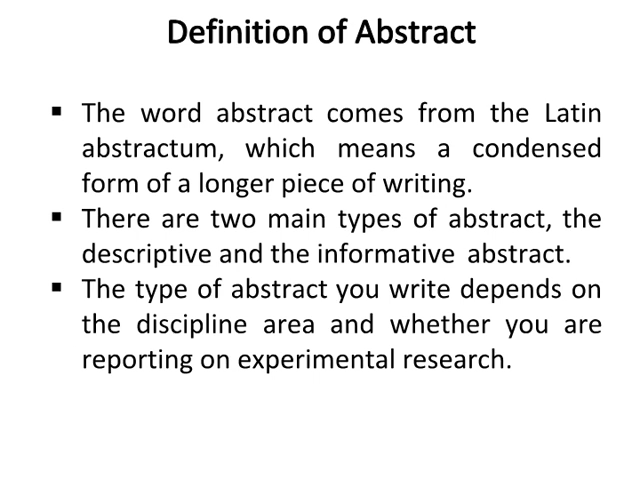 Definition of Abstract
▪ The word abstract comes from the Latin
abstractum, which means a condensed
form of a longer piece of writing.
▪ There are two main types of abstract, the
descriptive and the informative abstract.
▪ The type of abstract you write depends on
the discipline area and whether you are
reporting on experimental research.